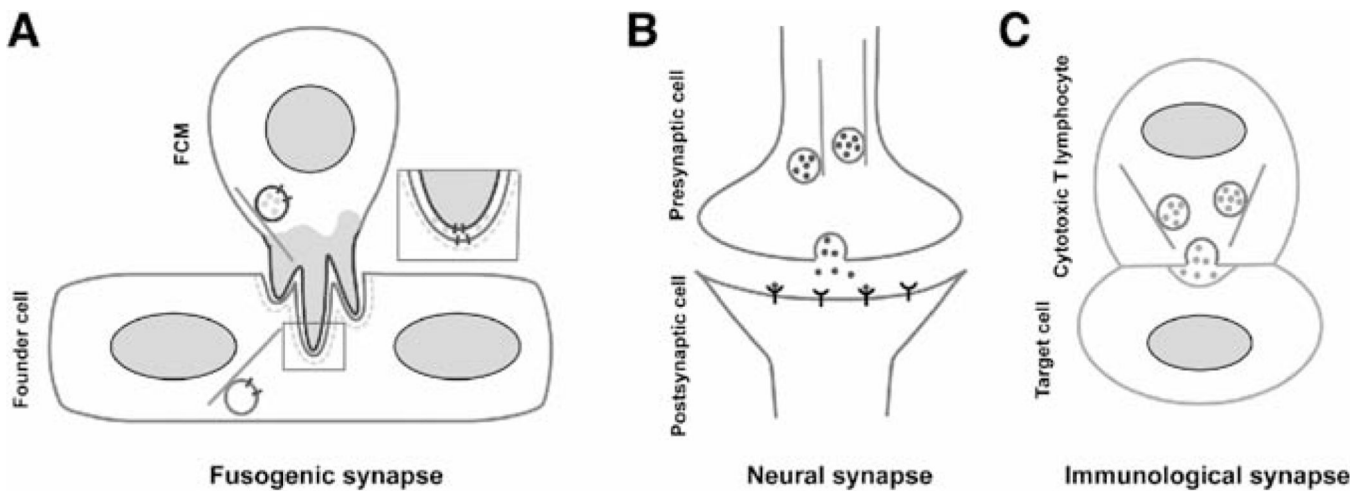 A
FCM
Founder cell
Fusogenic synapse
B
Presynaptic cell
Postsynaptic cell
Neural synapse
C
Cytotoxic T lymphocyte
Target cell
Immunological synapse